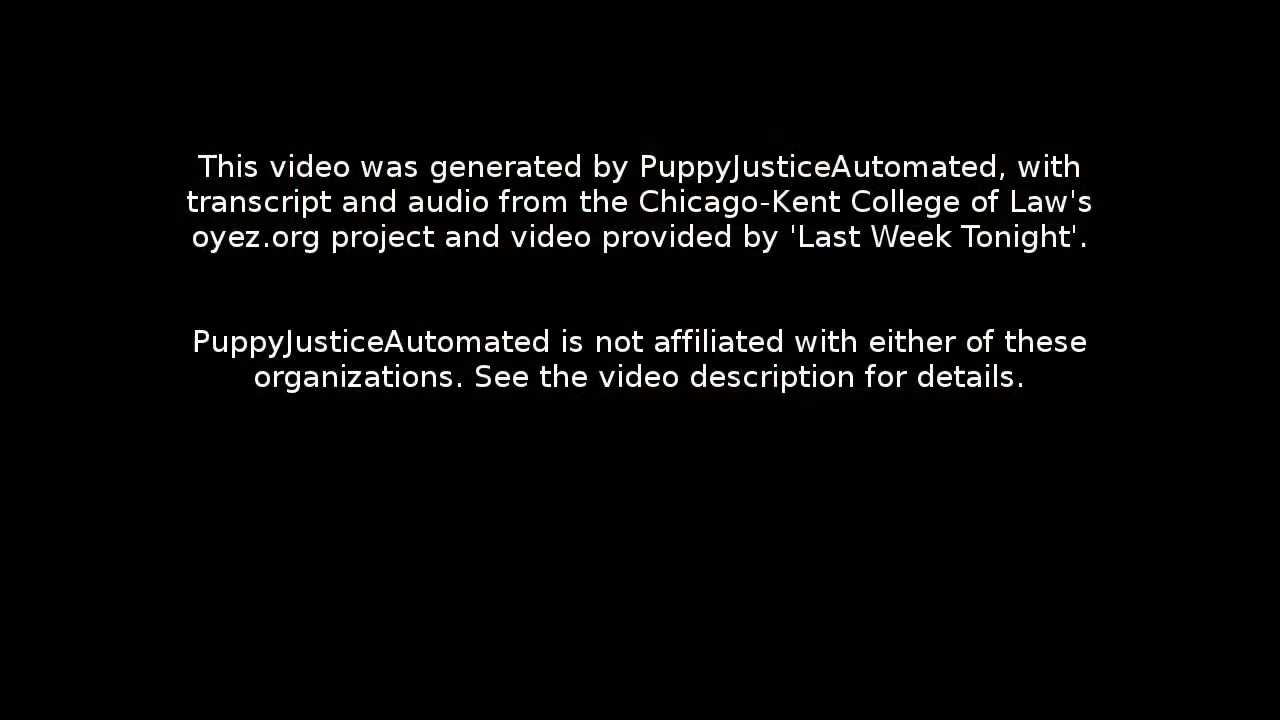 This video was generated by PuppyJusticeAutomated, with
transcript and audio from the Chicago-Kent College of Law's
oyez.org project and video provided by 'Last Week Tonight'.
PuppyJusticeAutomated is not affiliated with either of these
organizations. See the video description for details.